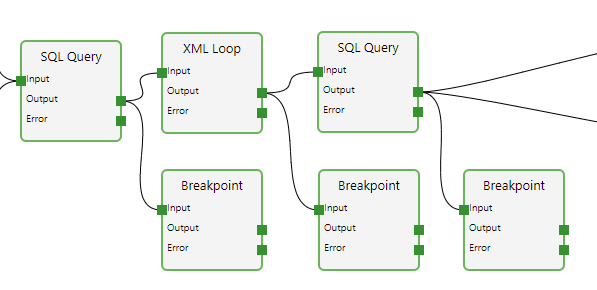 SQL Query
Input
Output
Error
XML Loop
Input
Output
Error
SQL Query
Input
Output
Error
Breakpoint
Input
Output
Error
Breakpoint
Input
Output
Error
Breakpoint
Input
Output
Error